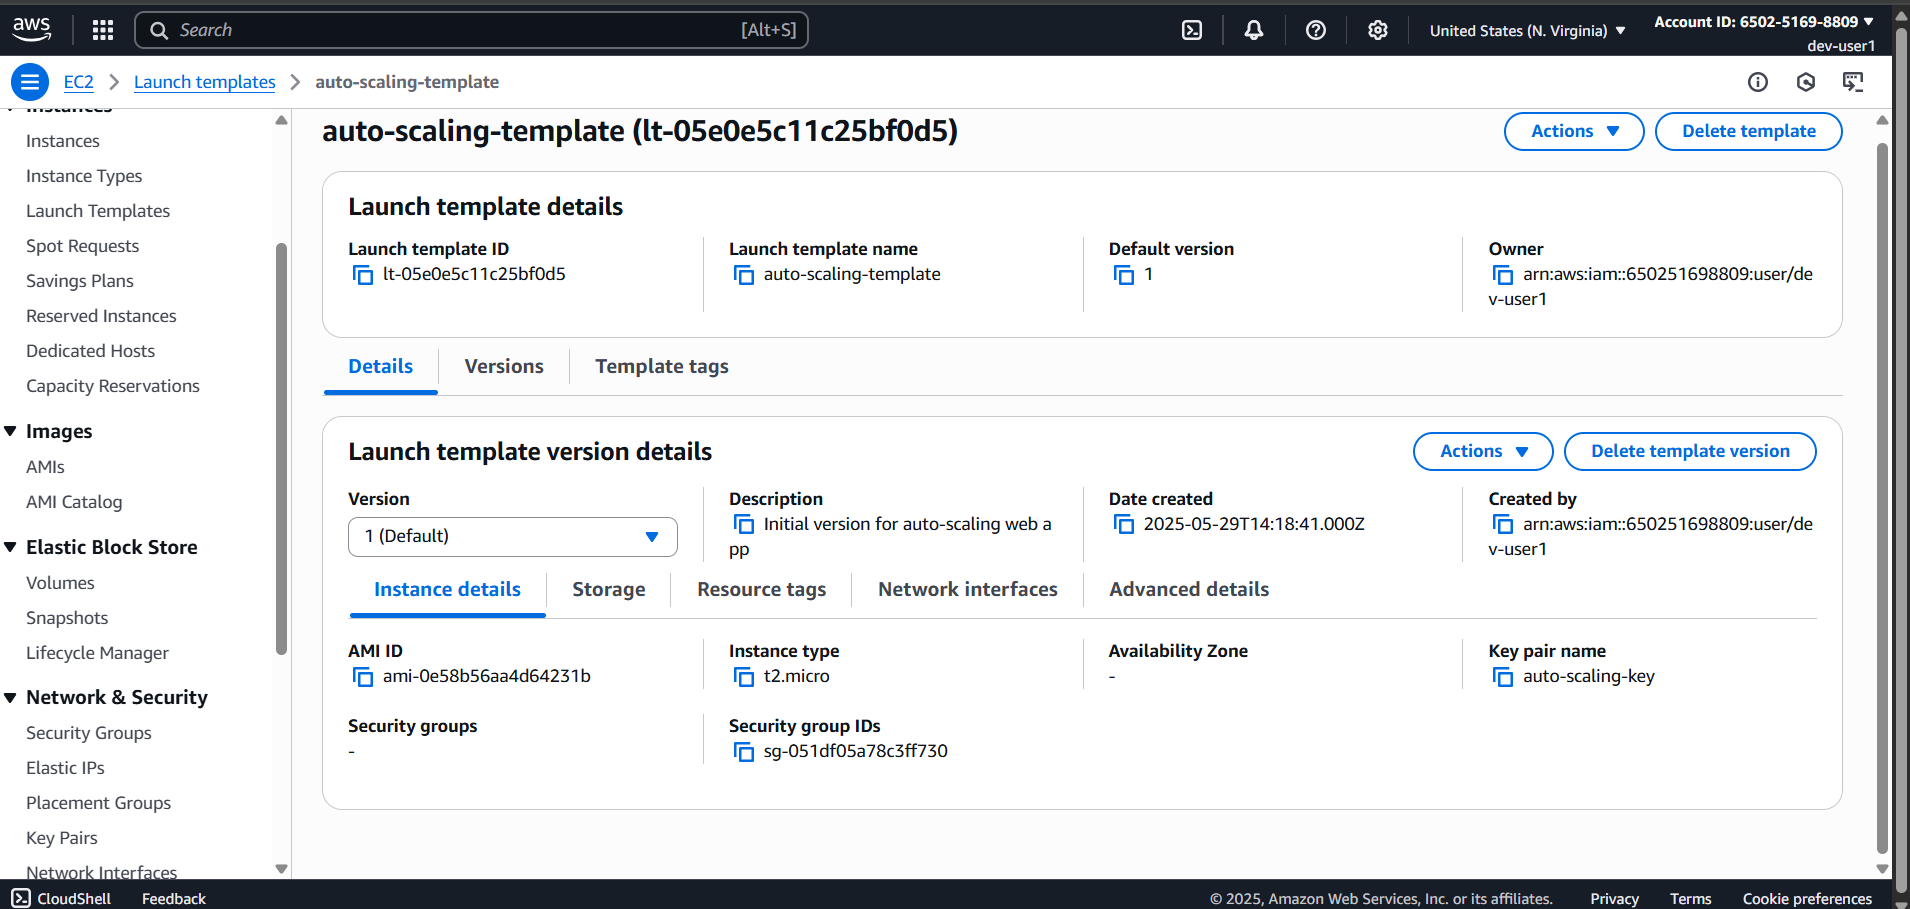 aws
Search
[Alt+S]
United States (N. Virginia)
Account ID: 6502-5169-8809
dev-user1
EC2
Launch templates
auto-scaling-template
Instances
Instances
Instance Types
Launch Templates
Spot Requests
Savings Plans
Reserved Instances
Dedicated Hosts
Capacity Reservations
Images
AMIs
AMI Catalog
Elastic Block Store
Volumes
Snapshots
Lifecycle Manager
Network & Security
Security Groups
Elastic IPs
Placement Groups
Key Pairs
Network Interfaces
auto-scaling-template (lt-05e0e5c11c25bf0d5)
Actions
Delete template
Launch template details
Launch template ID
lt-05e0e5c11c25bf0d5
Launch template name
auto-scaling-template
Default version
1
Owner
arn:aws:iam::650251698809:user/de
v-user1
Details
Versions
Template tags
Launch template version details
Actions
Delete template version
Version
1 (Default)
Description
Initial version for auto-scaling web a
pp
Date created
2025-05-29T14:18:41.000Z
Created by
arn:aws:iam::650251698809:user/de
v-user1
Instance details
Storage
Resource tags
Network interfaces
Advanced details
AMI ID
ami-0e58b56aa4d64231b
Instance type
t2.micro
Availability Zone
-
Key pair name
auto-scaling-key
Security groups
-
Security group IDs
sg-051df05a78c3ff730
CloudShell
Feedback
© 2025, Amazon Web Services, Inc. or its affiliates.
Privacy
Terms
Cookie preferences